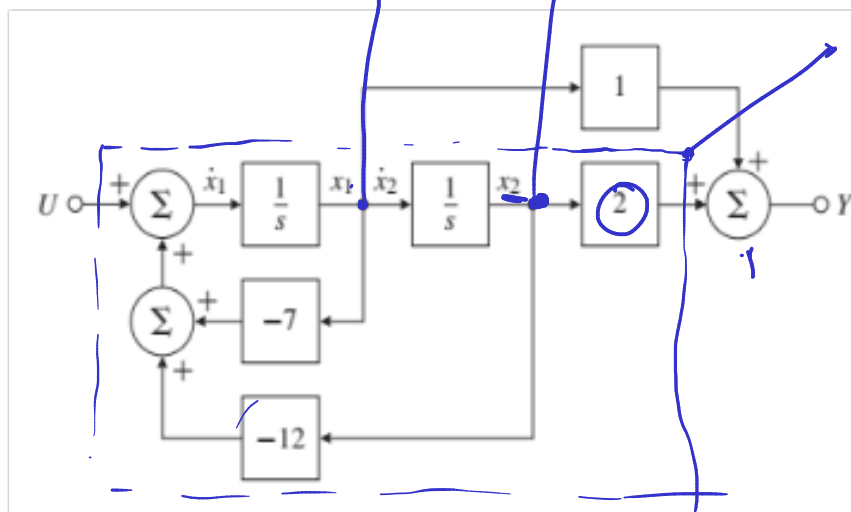 1
+
U + Σ ẋ₁ 1/s x₁ ẋ₂ 1/s x₂ 2 + Σ Y
+
Σ + −7
+
−12